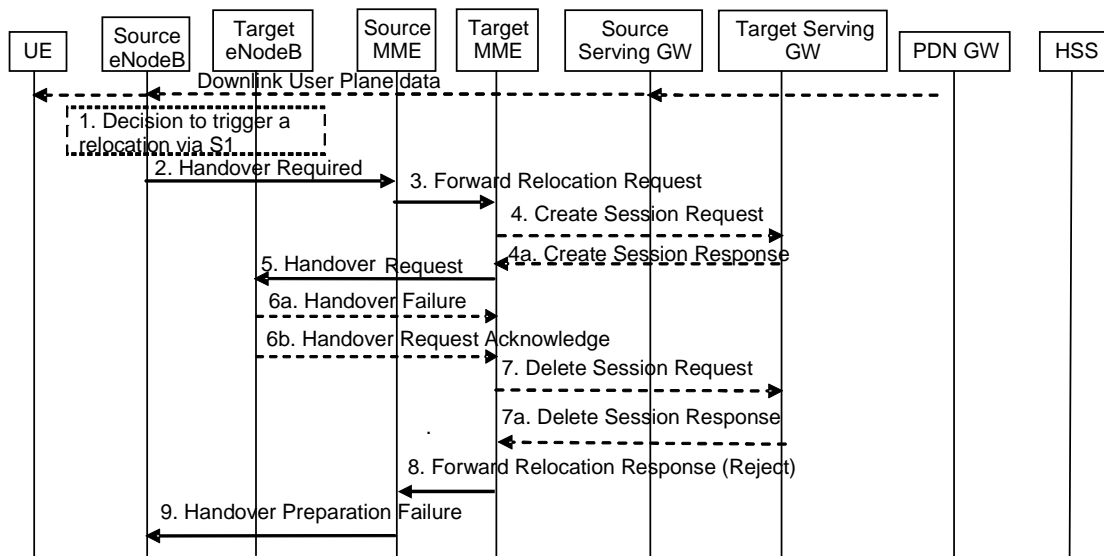 UE
Source
eNodeB
Target
eNodeB
Source
MME
Target
MME
Source
Serving GW
Target Serving
GW
PDN GW
HSS
Downlink User Plane data
1. Decision to trigger a
relocation via S1
2. Handover Required
3. Forward Relocation Request
4. Create Session Request
4a. Create Session Response
5. Handover Request
6a. Handover Failure
6b. Handover Request Acknowledge
7. Delete Session Request
7a. Delete Session Response
.
8. Forward Relocation Response (Reject)
9. Handover Preparation Failure